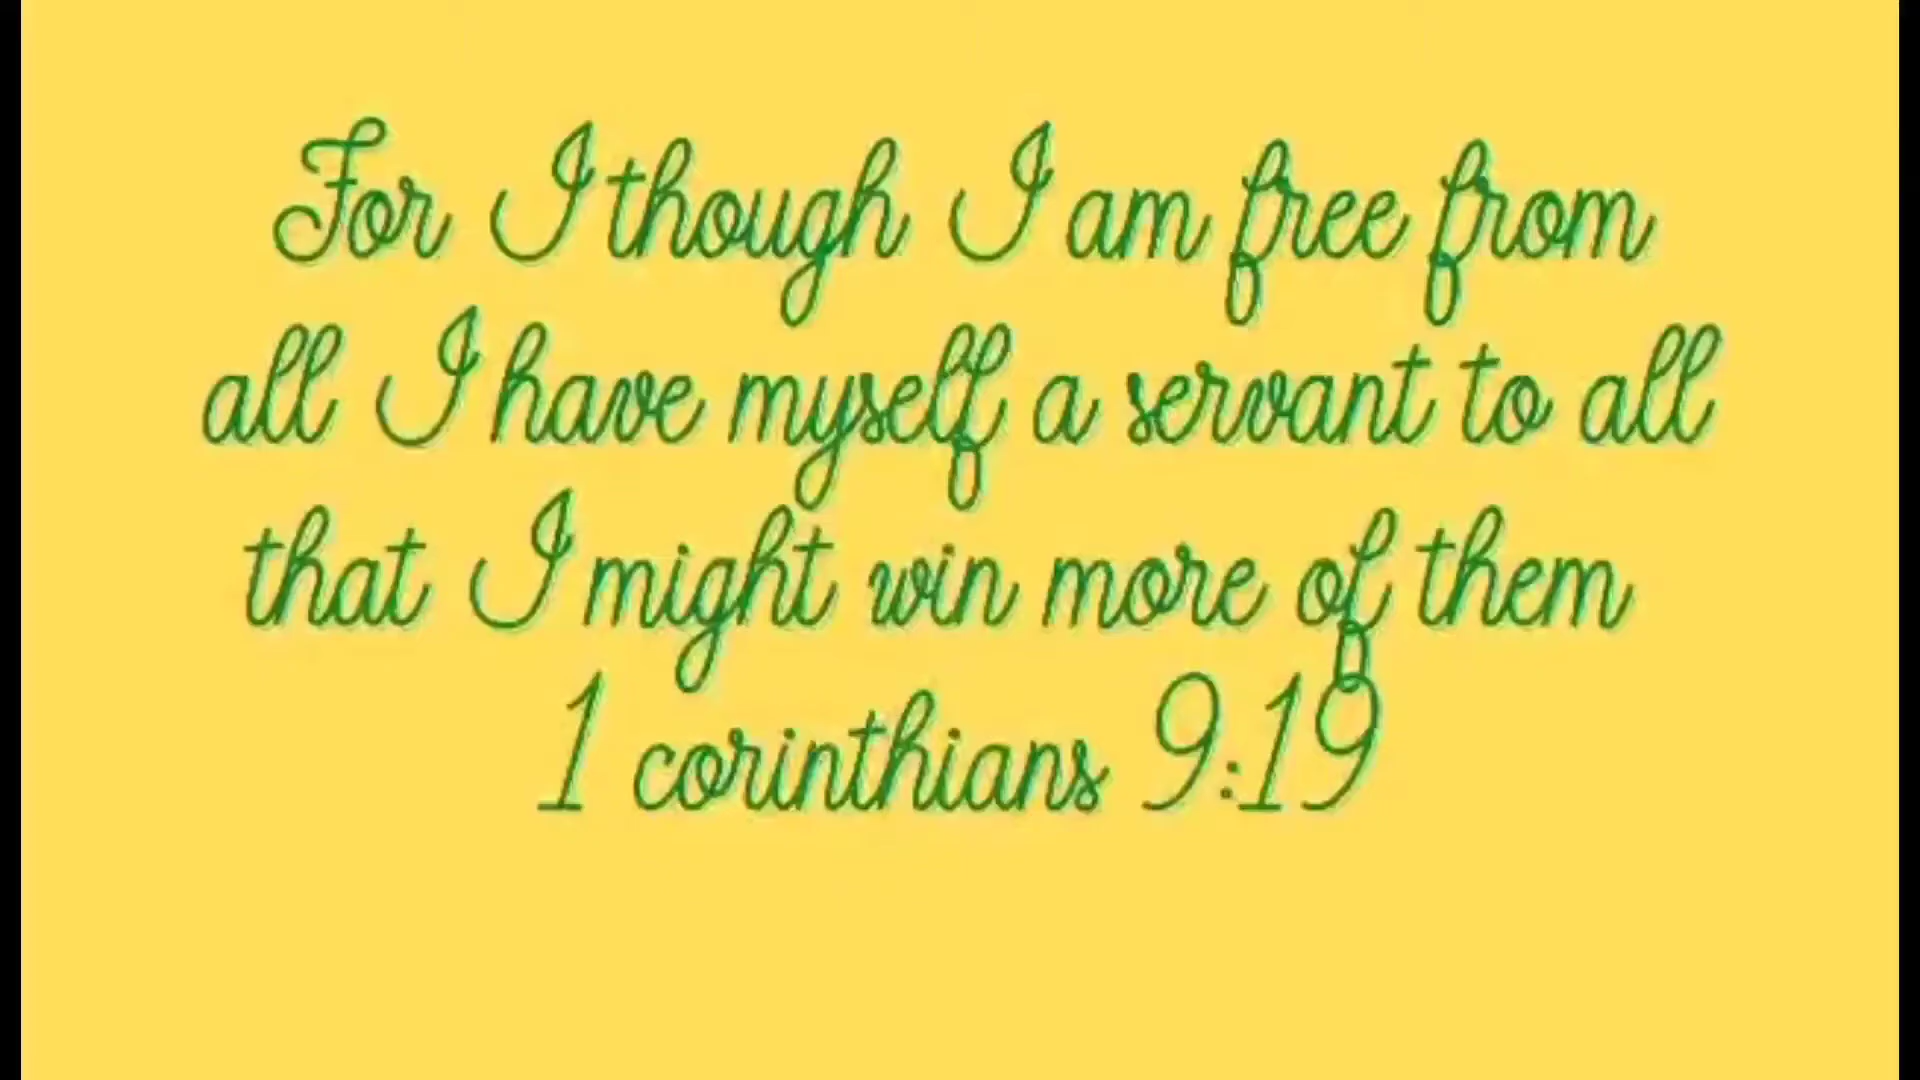 For I though I am free from
all I have myself a servant to all
that I might win more of them
1 corinthians 9:19